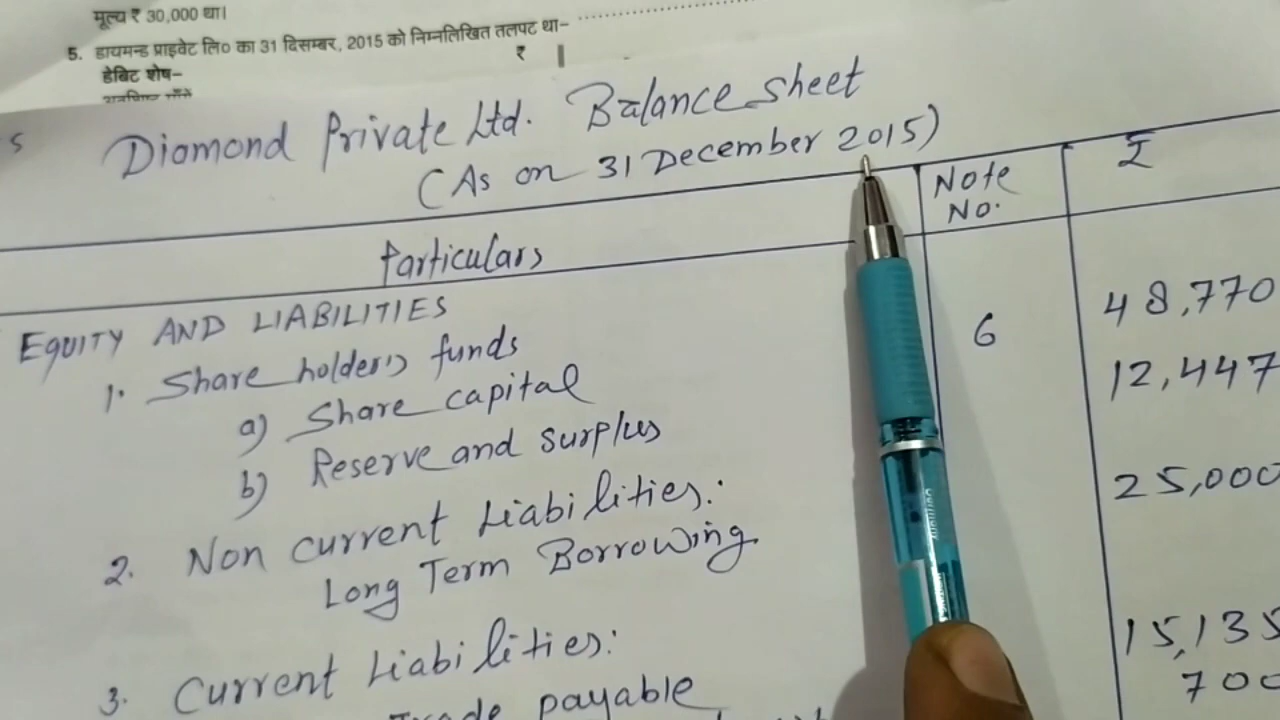 मूल्य ₹ 30,000 था।
5. डायमन्ड प्राइवेट लि० का 31 दिसम्बर, 2015 को निम्नलिखित तलपट था–
₹
डेबिट शेष–
5 Diomond Private Ltd. Balance Sheet
(As on 31 December 2015)
Particulars Note No. ₹
EQUITY AND LIABILITIES
1. Share holder's funds
a) Share capital 6 48,770
b) Reserve and surplus 12,447
2. Non current Liabilities:
Long Term Borrowing 25,000
3. Current Liabilities:
Trade payable 15,135
700